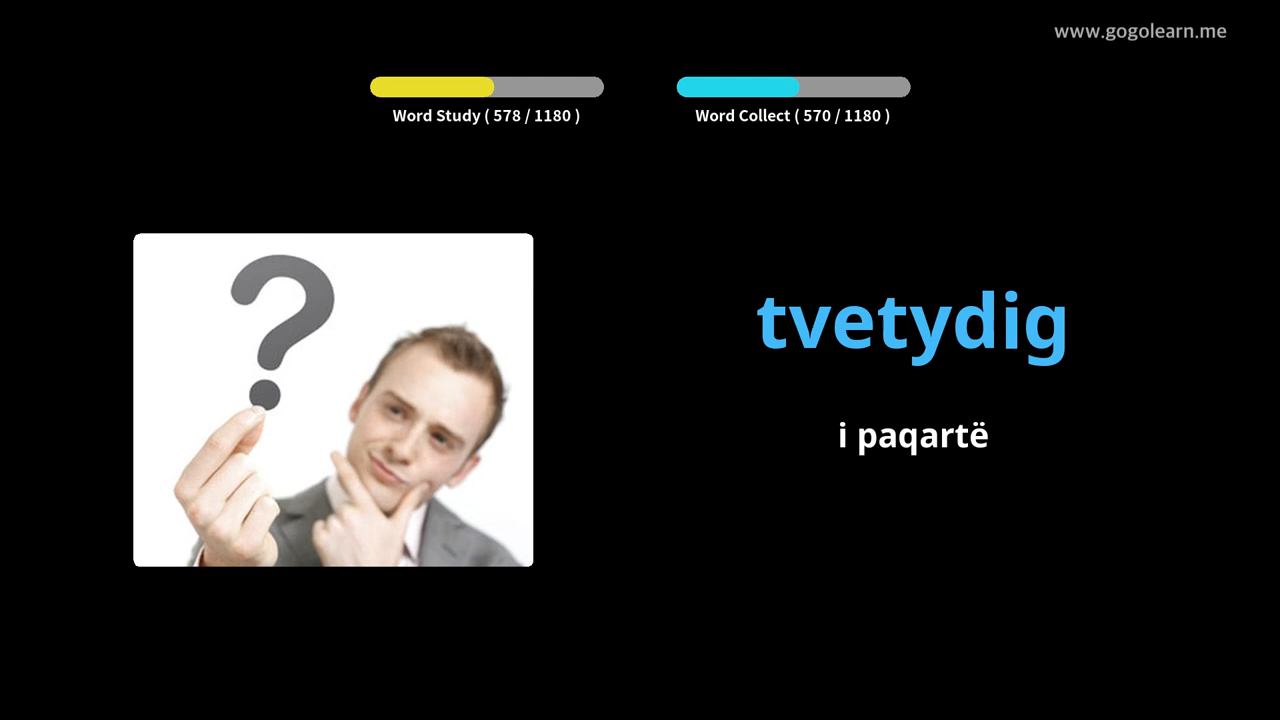 www.gogolearn.me
Word Study ( 578 / 1180 )
Word Collect ( 570 / 1180 )
?
tvetydig
i paqartë